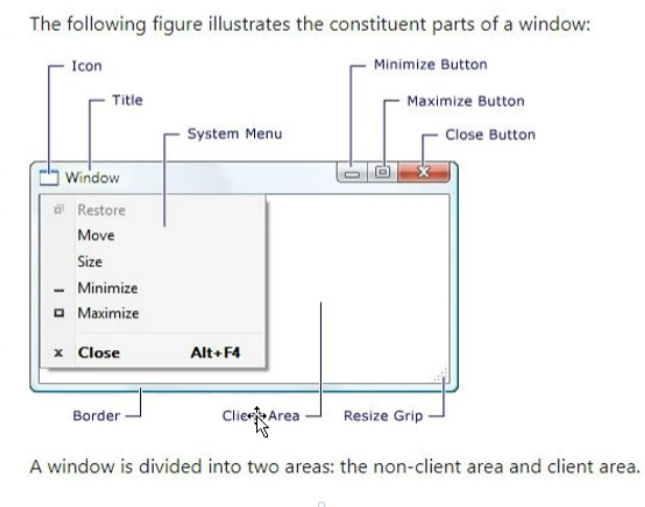 The following figure illustrates the constituent parts of a window:
Icon
Minimize Button
Title
Maximize Button
System Menu
Close Button
Window
Restore
Move
Size
Minimize
Maximize
x Close Alt+F4
Border
Area
Resize Grip
A window is divided into two areas: the non-client area and client area.